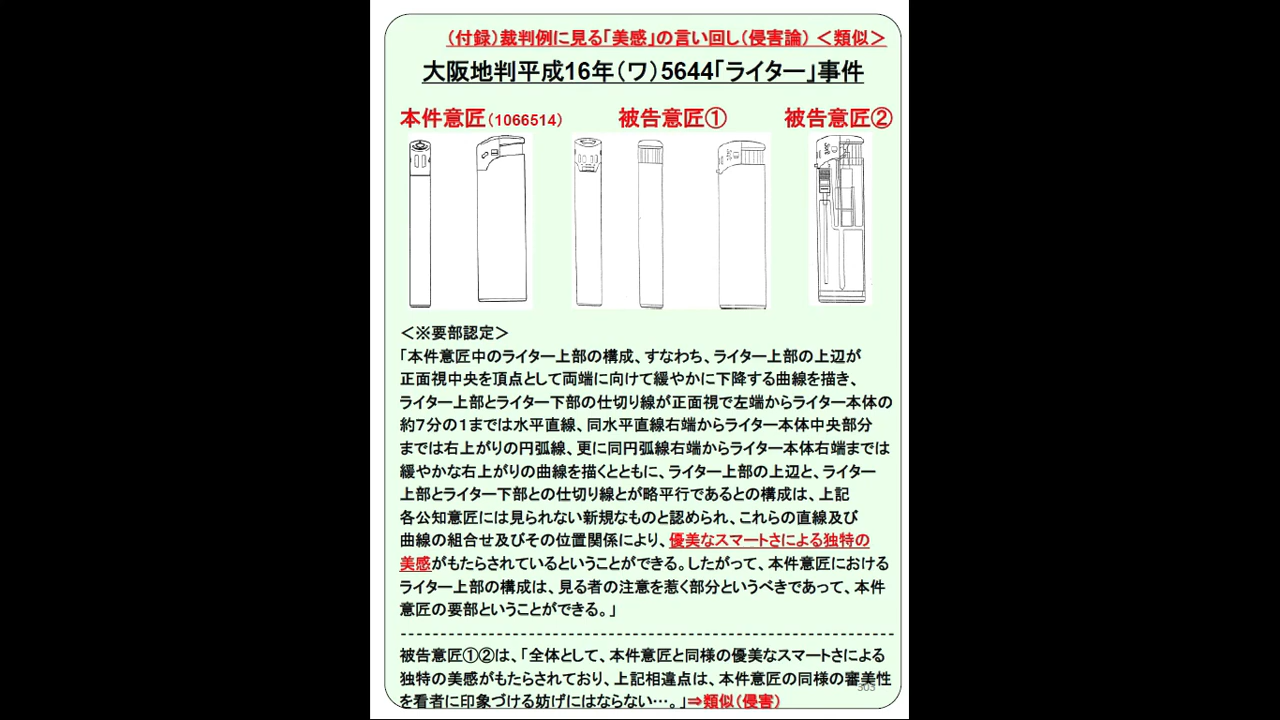 （付録）裁判例に見る「美感」の言い回し（侵害論）＜類似＞
大阪地判平成16年（ワ）5644「ライター」事件
本件意匠（1066514） 被告意匠① 被告意匠②
＜※要部認定＞
「本件意匠中のライター上部の構成、すなわち、ライター上部の上辺が
正面視中央を頂点として両端に向けて緩やかに下降する曲線を描き、
ライター上部とライター下部の仕切り線が正面視で左端からライター本体の
約７分の１までは水平直線、同水平直線右端からライター本体中央部分
までは右上がりの円弧線、更に同円弧線右端からライター本体右端までは
緩やかな右上がりの曲線を描くとともに、ライター上部の上辺と、ライター
上部とライター下部との仕切り線とが略平行であるとの構成は、上記
各公知意匠には見られない新規なものと認められ、これらの直線及び
曲線の組合せ及びその位置関係により、優美なスマートさによる独特の
美感がもたらされているということができる。したがって、本件意匠における
ライター上部の構成は、見る者の注意を惹く部分というべきであって、本件
意匠の要部ということができる。」
被告意匠①②は、「全体として、本件意匠と同様の優美なスマートさによる
独特の美感がもたらされており、上記相違点は、本件意匠の同様の審美性
を看者に印象づける妨げにはならない…。」⇒類似（侵害）
303